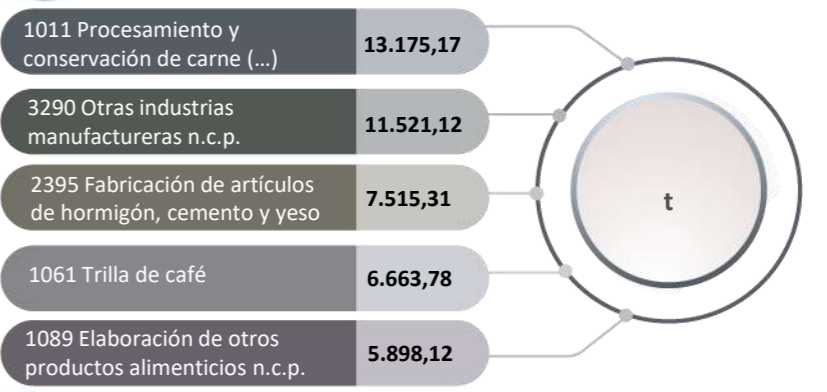 1011 Procesamiento y
conservación de carne (...)
13.175,17
3290 Otras industrias
manufactureras n.c.p.
11.521,12
2395 Fabricación de artículos
de hormigón, cemento y yeso
7.515,31
t
1061 Trilla de café
6.663,78
1089 Elaboración de otros
productos alimenticios n.c.p.
5.898,12